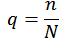 q = n/N